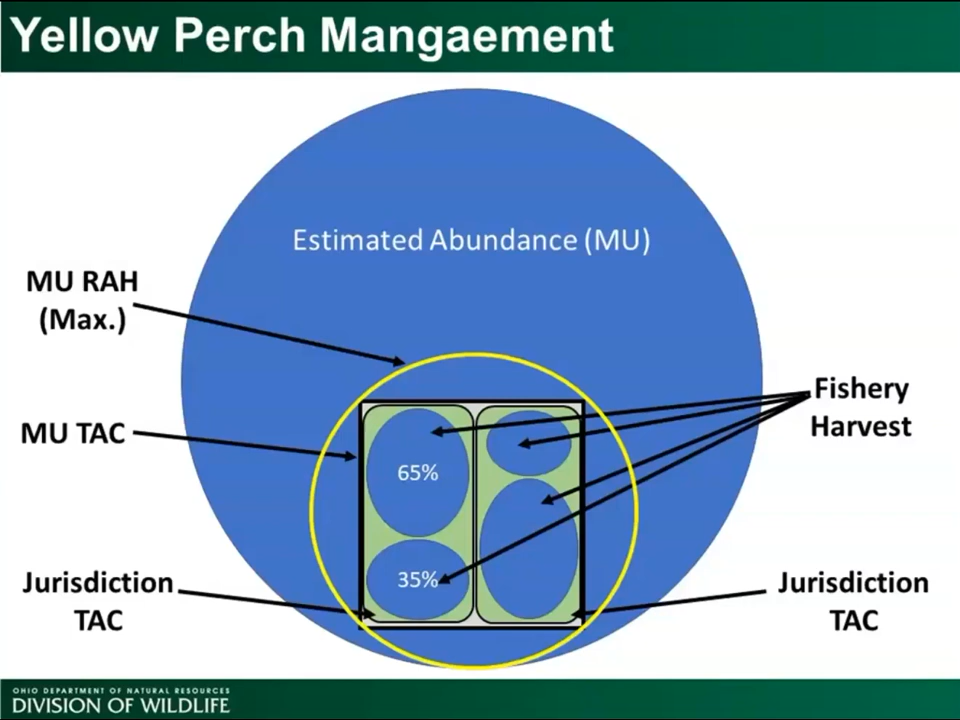 Yellow Perch Mangaement
Estimated Abundance (MU)
MU RAH
(Max.)
Fishery
Harvest
MU TAC
65%
35%
Jurisdiction
TAC
Jurisdiction
TAC
OHIO DEPARTMENT OF NATURAL RESOURCES
DIVISION OF WILDLIFE